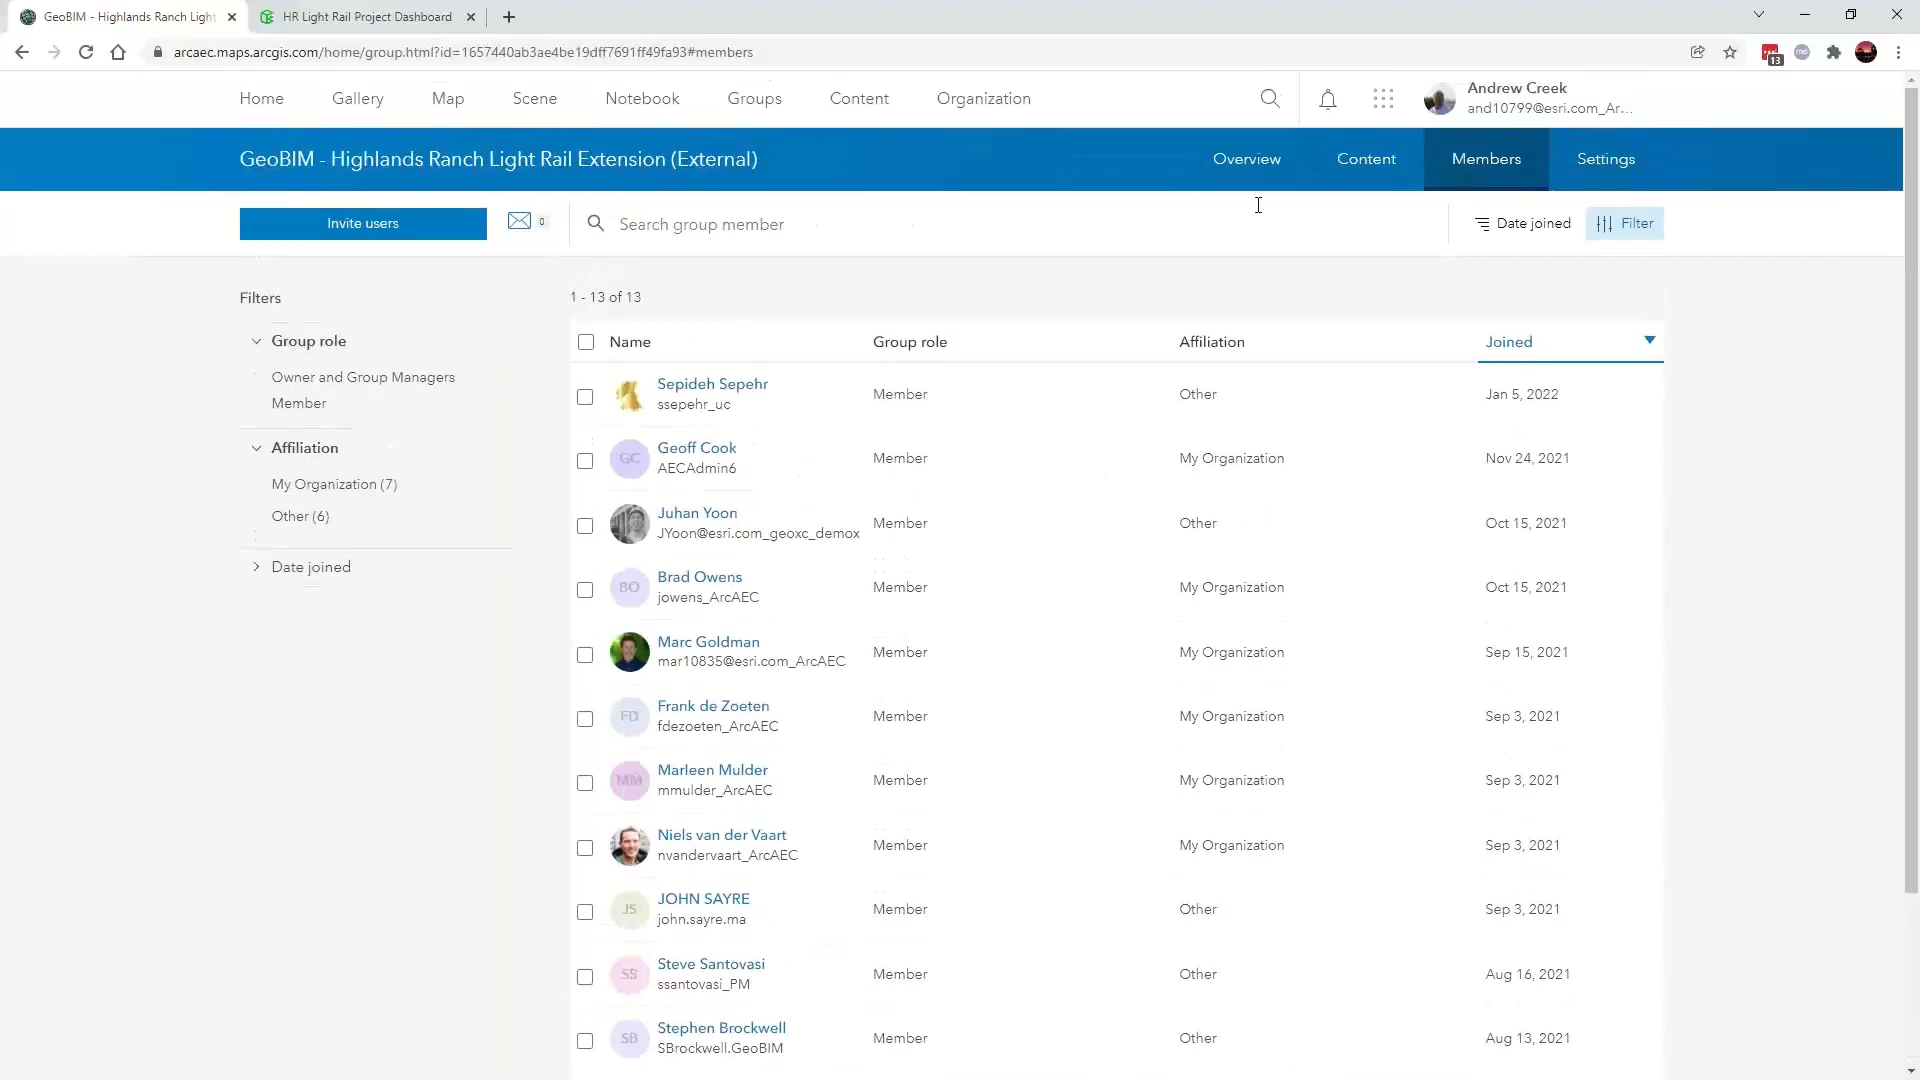 GeoBIM - Highlands Ranch Light
HR Light Rail Project Dashboard
arcaec.maps.arcgis.com/home/group.html?id=1657440ab3ae4be19dff7691ff49fa93#members
13
Home Gallery Map Scene Notebook Groups Content Organization
Andrew Creek
and10799@esri.com_Ar...
GeoBIM - Highlands Ranch Light Rail Extension (External)
Overview Content Members Settings
Invite users
0
Search group member
Date joined
Filter
Filters
Group role
Owner and Group Managers
Member
Affiliation
My Organization (7)
Other (6)
Date joined
1 - 13 of 13
Name Group role Affiliation Joined
Sepideh Sepehr
ssepehr_uc
Member Other Jan 5, 2022
GC
Geoff Cook
AECAdmin6
Member My Organization Nov 24, 2021
Juhan Yoon
JYoon@esri.com_geoxc_demox
Member Other Oct 15, 2021
BO
Brad Owens
jowens_ArcAEC
Member My Organization Oct 15, 2021
Marc Goldman
mar10835@esri.com_ArcAEC
Member My Organization Sep 15, 2021
FD
Frank de Zoeten
fdezoeten_ArcAEC
Member My Organization Sep 3, 2021
MM
Marleen Mulder
mmulder_ArcAEC
Member My Organization Sep 3, 2021
Niels van der Vaart
nvandervaart_ArcAEC
Member My Organization Sep 3, 2021
JS
JOHN SAYRE
john.sayre.ma
Member Other Sep 3, 2021
SS
Steve Santovasi
ssantovasi_PM
Member Other Aug 16, 2021
SB
Stephen Brockwell
SBrockwell.GeoBIM
Member Other Aug 13, 2021